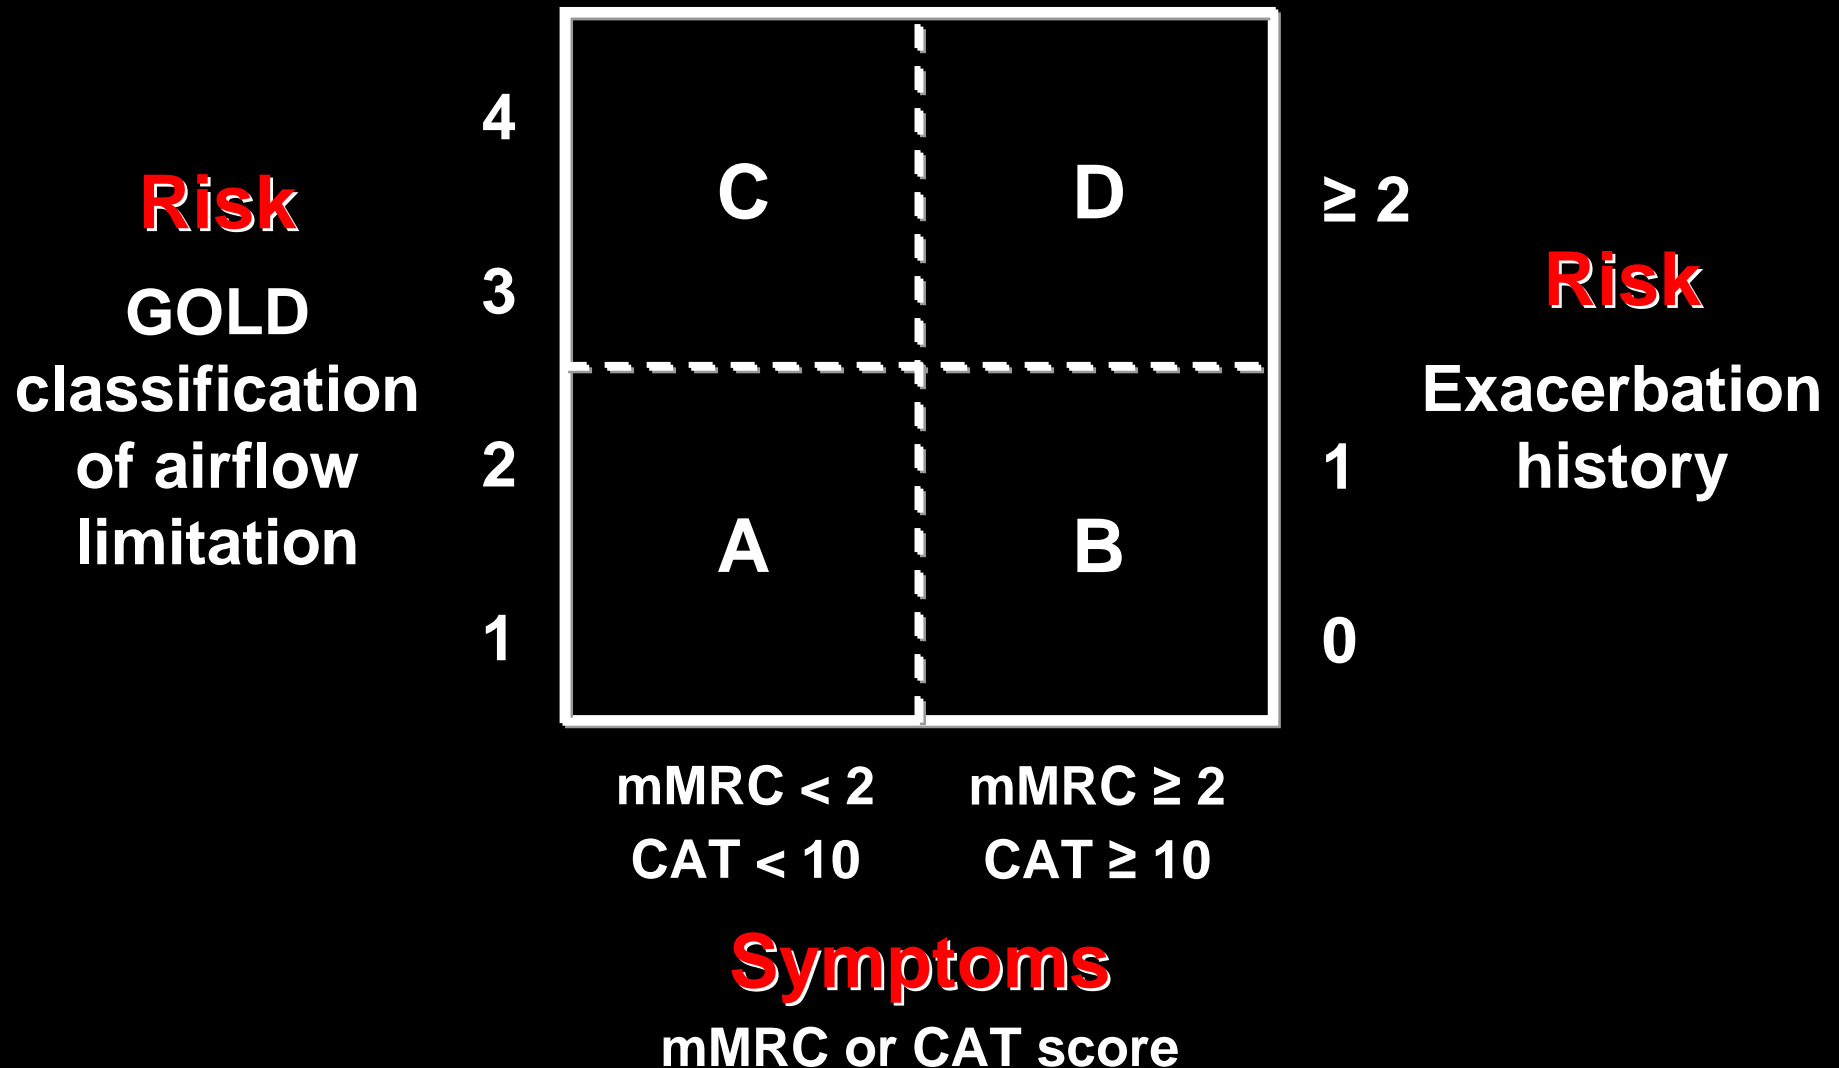 Risk
GOLD
classification
of airflow
limitation
4
3
2
1
C
D
A
B
≥ 2
1
0
Risk
Exacerbation
history
mMRC < 2
mMRC ≥ 2
CAT < 10
CAT ≥ 10
Symptoms
mMRC or CAT score